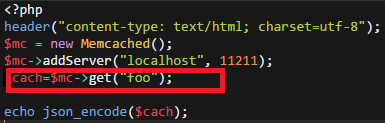 <?php
header("content-type: text/html; charset=utf-8");
$mc = new Memcached();
$mc->addServer("localhost", 11211);
cach=$mc->get("foo");
echo json_encode($cach);